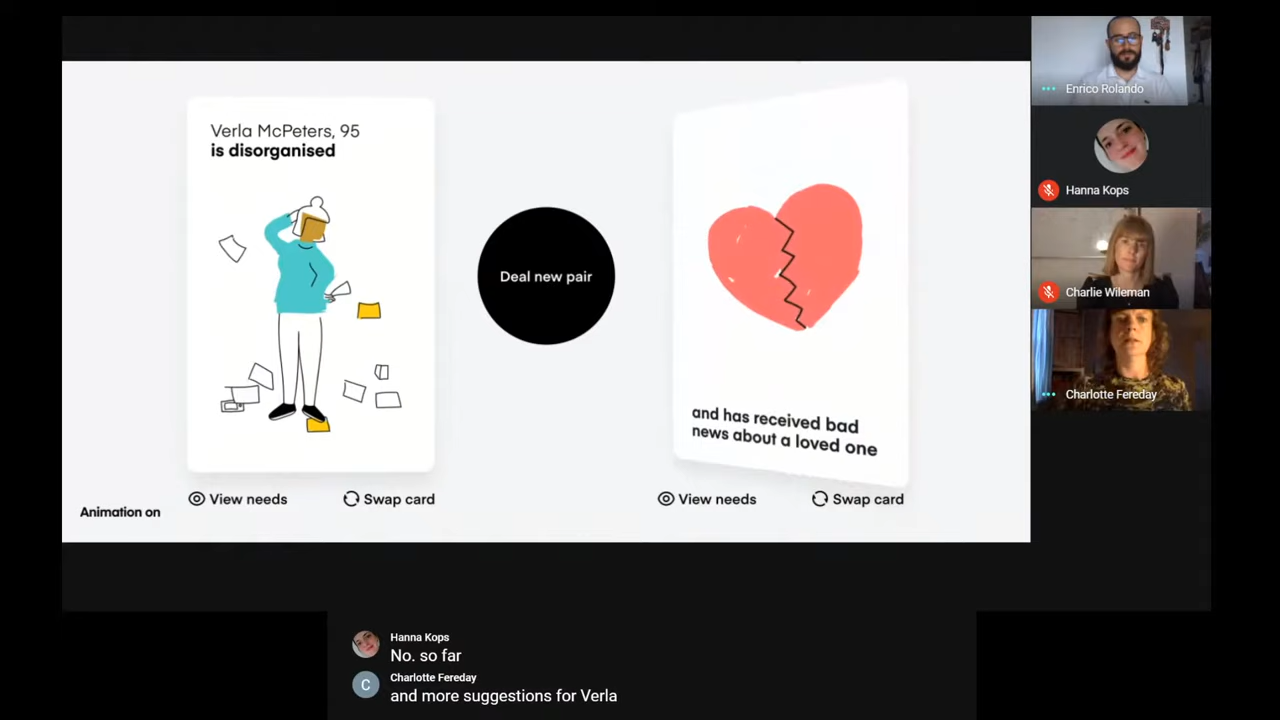 Verla McPeters, 95
is disorganised
Deal new pair
and has received bad
news about a loved one
View needs
Swap card
View needs
Swap card
Animation on
Enrico Rolando
Hanna Kops
Charlie Wileman
Charlotte Fereday
Hanna Kops
No. so far
C
Charlotte Fereday
and more suggestions for Verla